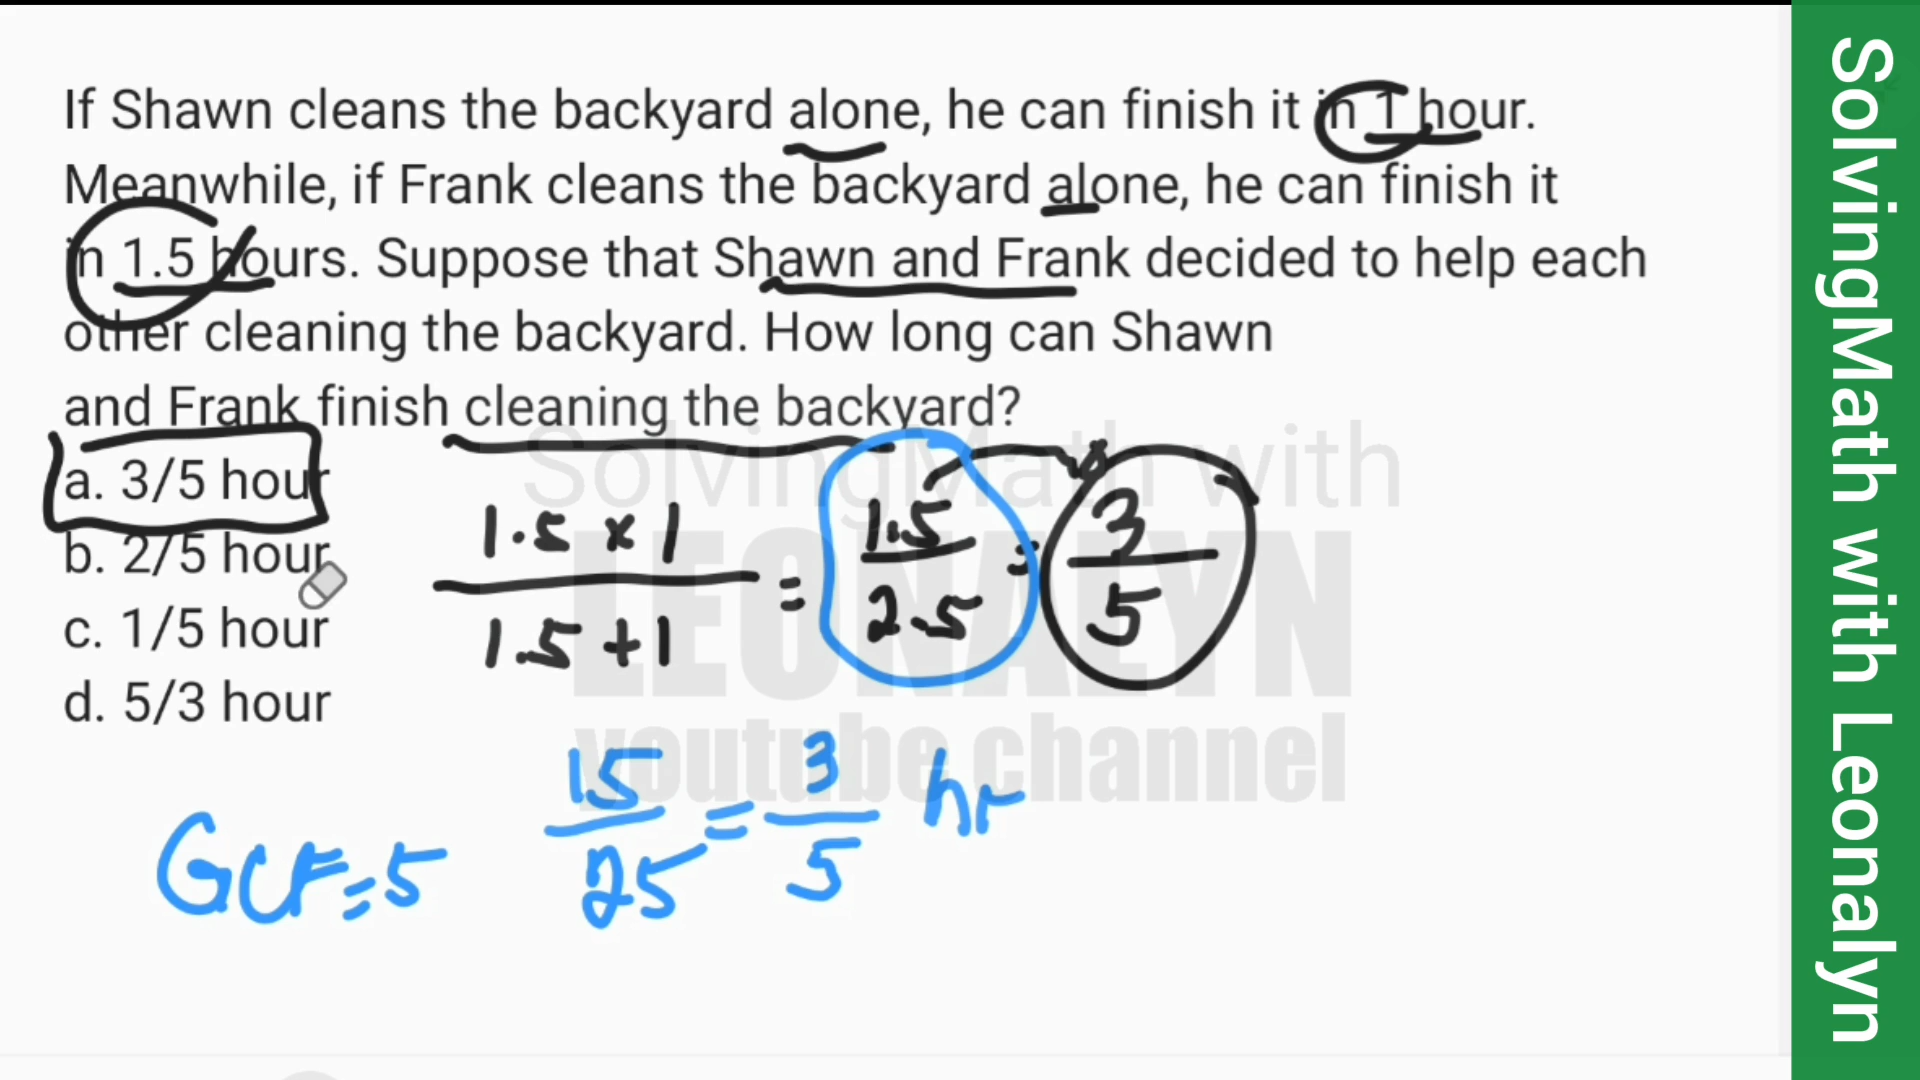 If Shawn cleans the backyard alone, he can finish it in 1 hour.
Meanwhile, if Frank cleans the backyard alone, he can finish it
in 1.5 hours. Suppose that Shawn and Frank decided to help each
other cleaning the backyard. How long can Shawn
and Frank finish cleaning the backyard?
a. 3/5 hour
b. 2/5 hour
c. 1/5 hour
d. 5/3 hour
1.5 x 1
1.5 + 1
=
1.5
2.5
=
3
5
GCF=5
15
25
=
3
5
hr
SolvingMath with
LEONALYN
youtube channel
SolvingMath with Leonalyn